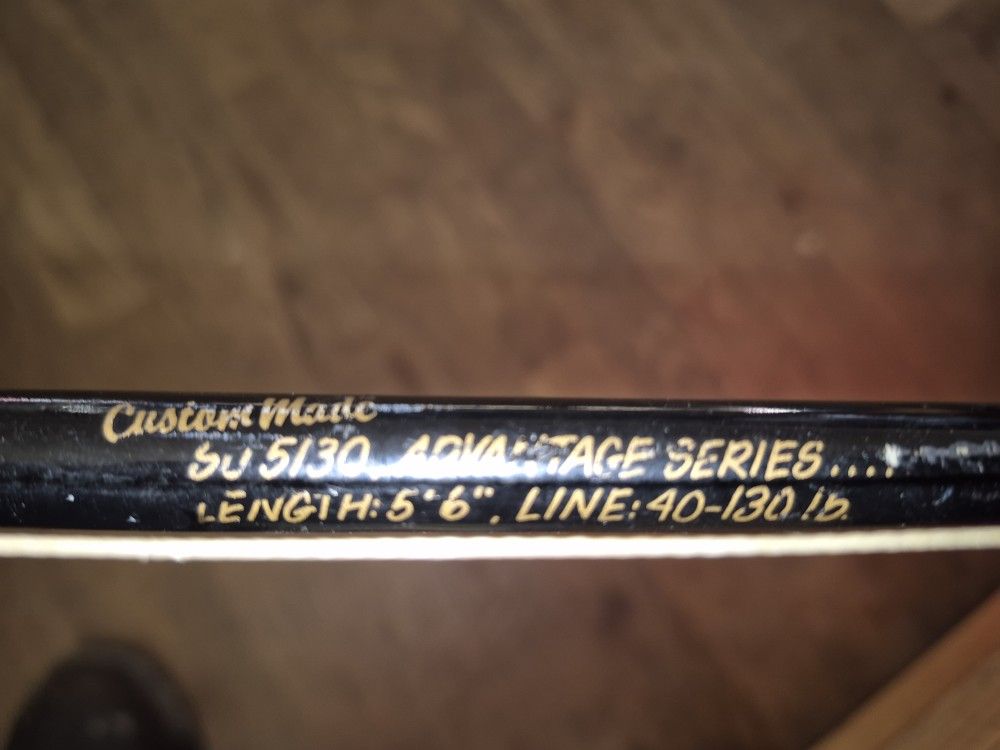 Custom Made
SU 5130. ADVANTAGE SERIES....
LENGTH: 5' 6". LINE: 40-130 lb.